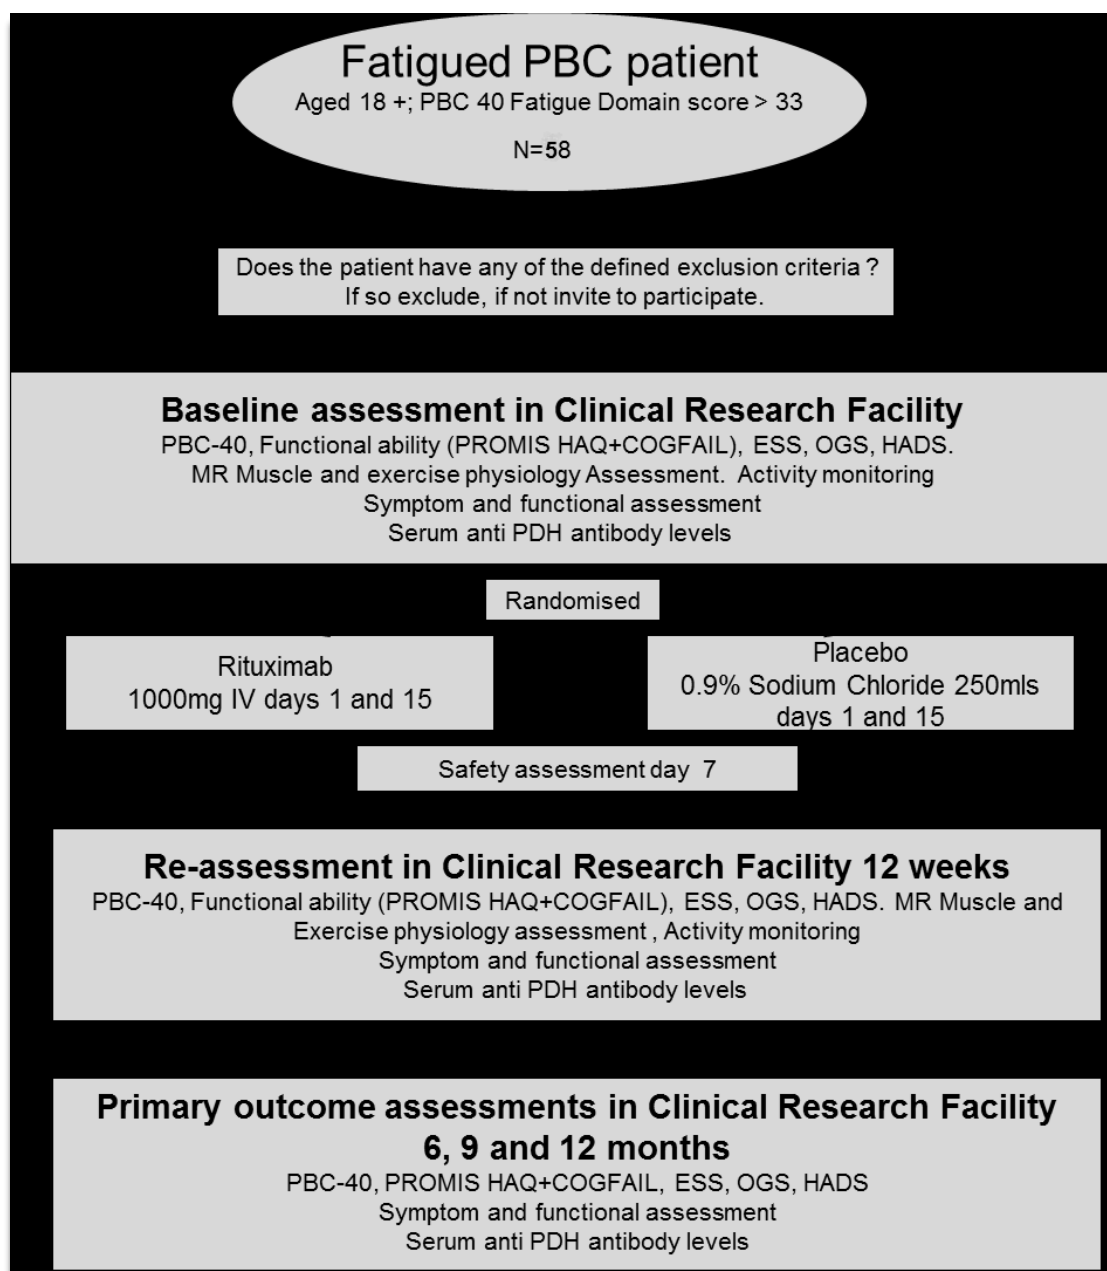 Fatigued PBC patient
Aged 18 +; PBC 40 Fatigue Domain score > 33
N=58
Does the patient have any of the defined exclusion criteria ?
If so exclude, if not invite to participate.
Baseline assessment in Clinical Research Facility
PBC-40, Functional ability (PROMIS HAQ+COGFAIL), ESS, OGS, HADS.
MR Muscle and exercise physiology Assessment. Activity monitoring
Symptom and functional assessment
Serum anti PDH antibody levels
Randomised
Rituximab
1000mg IV days 1 and 15
Placebo
0.9% Sodium Chloride 250mls
days 1 and 15
Safety assessment day 7
Re-assessment in Clinical Research Facility 12 weeks
PBC-40, Functional ability (PROMIS HAQ+COGFAIL), ESS, OGS, HADS. MR Muscle and
Exercise physiology assessment , Activity monitoring
Symptom and functional assessment
Serum anti PDH antibody levels
Primary outcome assessments in Clinical Research Facility
6, 9 and 12 months
PBC-40, PROMIS HAQ+COGFAIL, ESS, OGS, HADS
Symptom and functional assessment
Serum anti PDH antibody levels